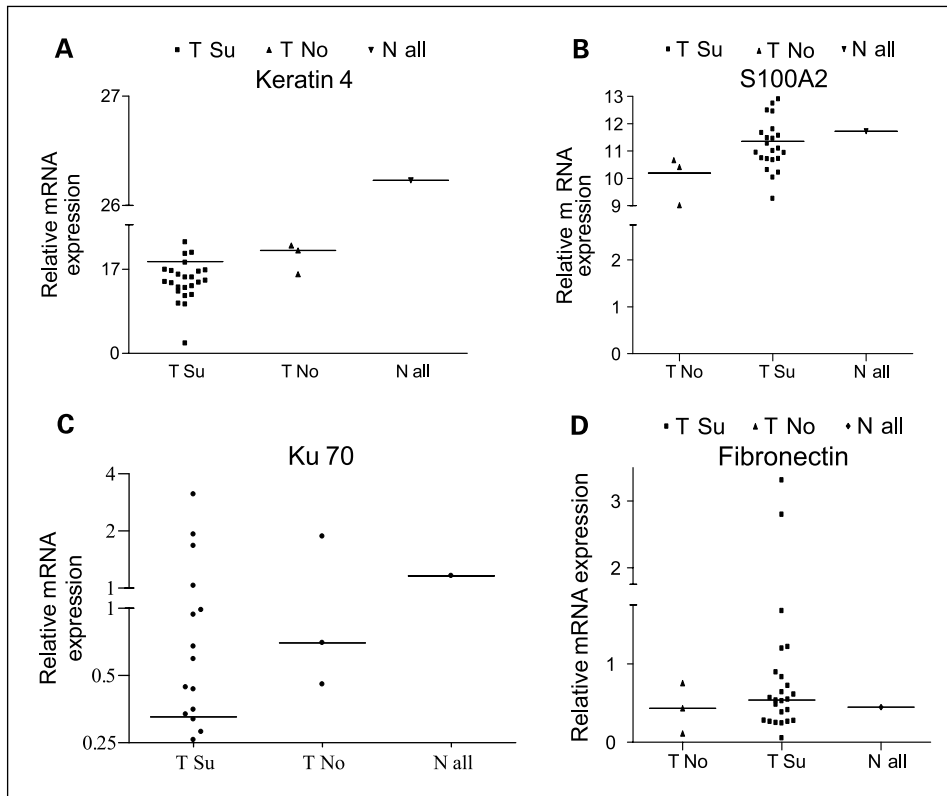 A
T Su T No N all
Keratin 4
Relative mRNA
expression
27
26
17
0
T Su T No N all
B
T Su T No N all
S100A2
Relative m RNA
expression
13
12
11
10
9
2
1
0
T No T Su N all
C
Ku 70
Relative mRNA
expression
4
2
1
1
0.5
0.25
T Su T No N all
D
T Su T No N all
Fibronectin
Relative mRNA expression
3
2
1
0
T No T Su N all